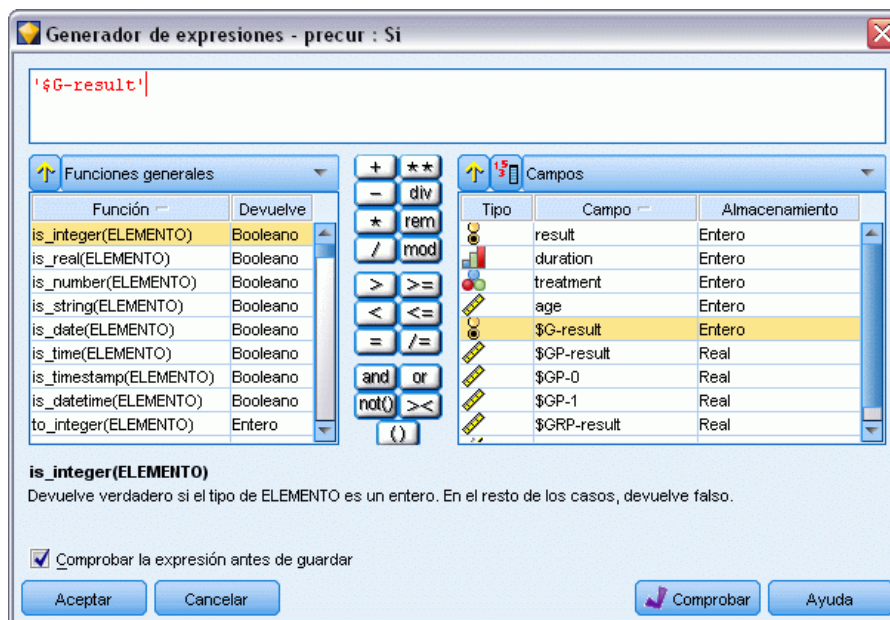 Generador de expresiones - precur : Sí
'$G-result'
Funciones generales
Función Devuelve
is_integer(ELEMENTO) Booleano
is_real(ELEMENTO) Booleano
is_number(ELEMENTO) Booleano
is_string(ELEMENTO) Booleano
is_date(ELEMENTO) Booleano
is_time(ELEMENTO) Booleano
is_timestamp(ELEMENTO) Booleano
is_datetime(ELEMENTO) Booleano
to_integer(ELEMENTO) Entero
+ **
- div
* rem
/ mod
> >=
< <=
= /=
and or
not() ><
()
Campos
Tipo Campo Almacenamiento
result Entero
duration Entero
treatment Entero
age Entero
$G-result Entero
$GP-result Real
$GP-0 Real
$GP-1 Real
$GRP-result Real
is_integer(ELEMENTO)
Devuelve verdadero si el tipo de ELEMENTO es un entero. En el resto de los casos, devuelve falso.
Comprobar la expresión antes de guardar
Aceptar Cancelar Comprobar Ayuda